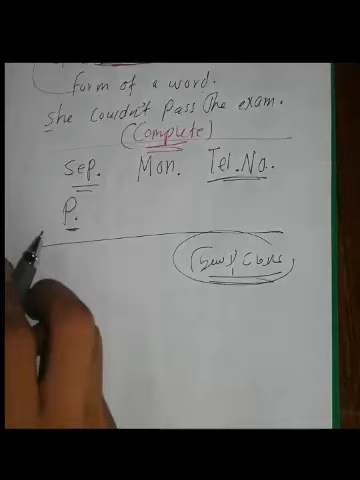 form of a word.
She Couldn't Pass The exam.
(Compute)
Sep. Mon. Tel. No.
P.